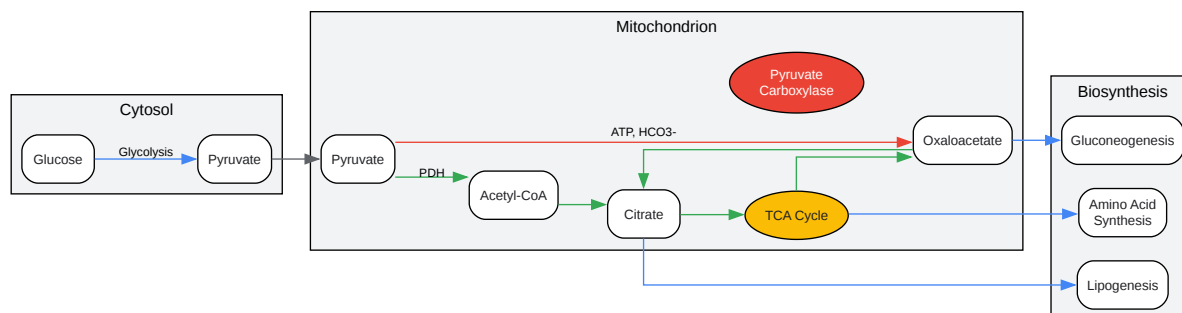 Mitochondrion
Pyruvate
Carboxylase
Biosynthesis
Cytosol
ATP, HCO3-
Glucose
Glycolysis
Pyruvate
Pyruvate
Oxaloacetate
Gluconeogenesis
PDH
Acetyl-CoA
Citrate
TCA Cycle
Amino Acid
Synthesis
Lipogenesis